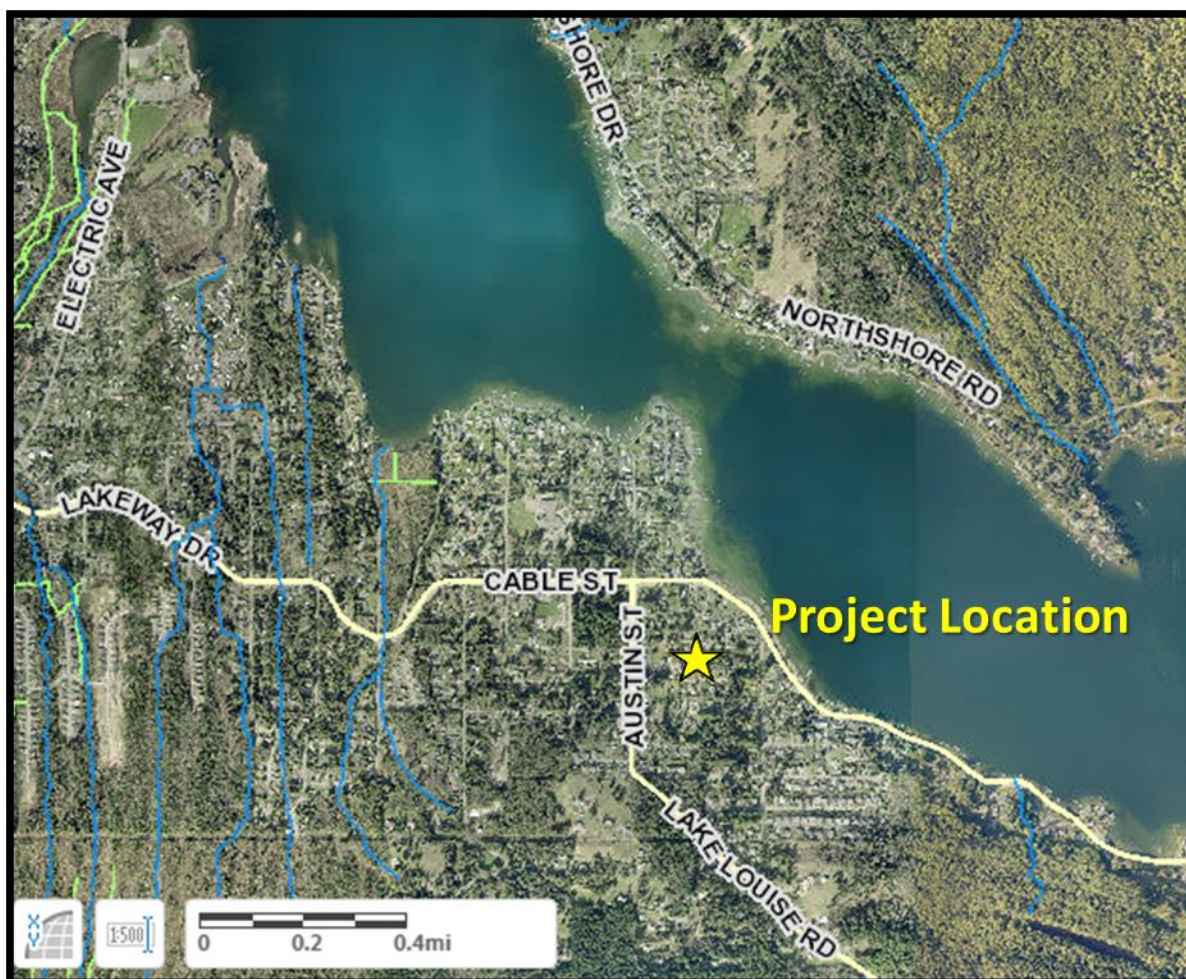 SHORE DR
ELECTRIC AVE
NORTHSHORE RD
LAKEWAY DR
CABLE ST
Project Location
AUSTIN ST
LAKE LOUISE RD
1:500
0 0.2 0.4mi